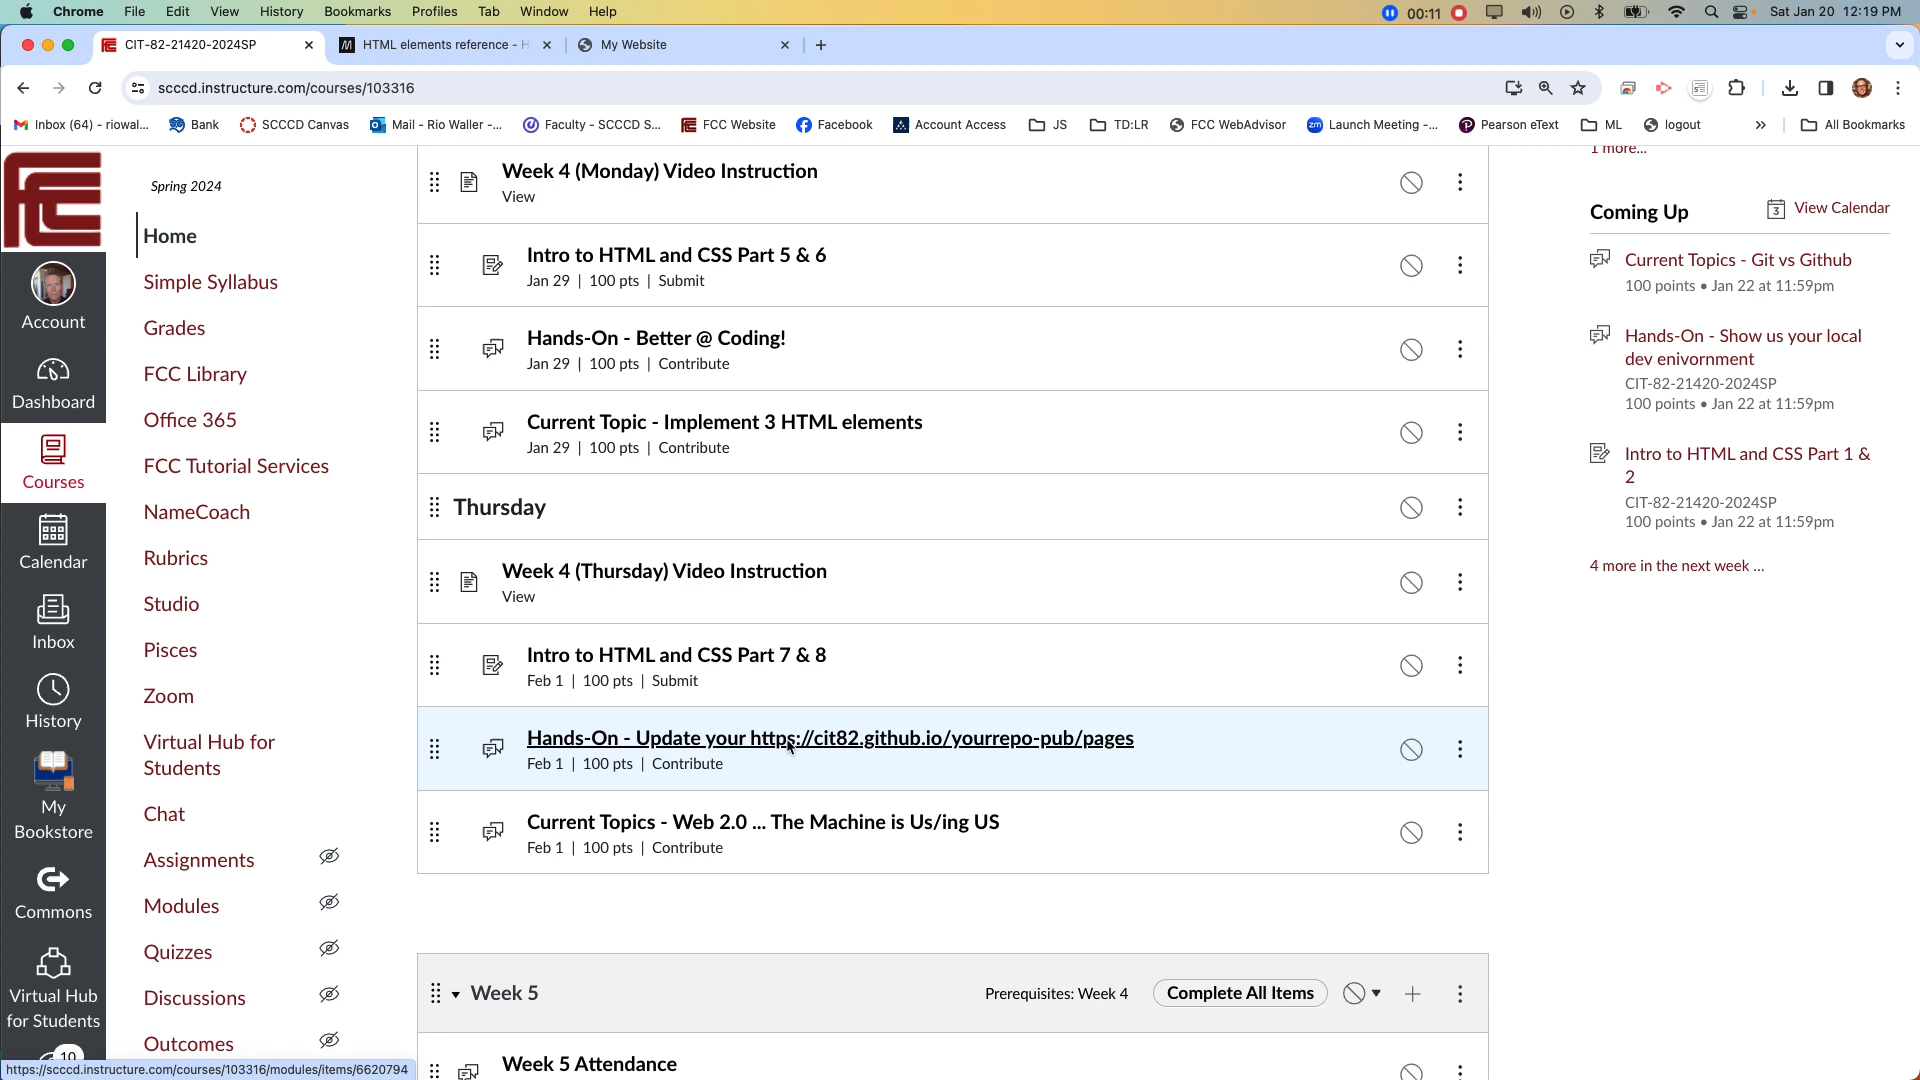 Chrome File Edit View History Bookmarks Profiles Tab Window Help 00:11 Sat Jan 20 12:19 PM
CIT-82-21420-2024SP HTML elements reference - H My Website
scccd.instructure.com/courses/103316
Inbox (64) - riowal... Bank SCCCD Canvas Mail - Rio Waller -... Faculty - SCCCD S... FCC Website Facebook Account Access JS TD:LR FCC WebAdvisor Launch Meeting -... Pearson eText ML logout » All Bookmarks
Account
Dashboard
Courses
Calendar
Inbox
History
My
Bookstore
Commons
Virtual Hub
for Students
10
Spring 2024
Home
Simple Syllabus
Grades
FCC Library
Office 365
FCC Tutorial Services
NameCoach
Rubrics
Studio
Pisces
Zoom
Virtual Hub for
Students
Chat
Assignments
Modules
Quizzes
Discussions
Outcomes
Week 4 (Monday) Video Instruction
View
Intro to HTML and CSS Part 5 & 6
Jan 29 | 100 pts | Submit
Hands-On - Better @ Coding!
Jan 29 | 100 pts | Contribute
Current Topic - Implement 3 HTML elements
Jan 29 | 100 pts | Contribute
Thursday
Week 4 (Thursday) Video Instruction
View
Intro to HTML and CSS Part 7 & 8
Feb 1 | 100 pts | Submit
Hands-On - Update your https://cit82.github.io/yourrepo-pub/pages
Feb 1 | 100 pts | Contribute
Current Topics - Web 2.0 ... The Machine is Us/ing US
Feb 1 | 100 pts | Contribute
Week 5 Prerequisites: Week 4 Complete All Items
Week 5 Attendance
1 more...
Coming Up 3 View Calendar
Current Topics - Git vs Github
100 points • Jan 22 at 11:59pm
Hands-On - Show us your local
dev enivornment
CIT-82-21420-2024SP
100 points • Jan 22 at 11:59pm
Intro to HTML and CSS Part 1 &
2
CIT-82-21420-2024SP
100 points • Jan 22 at 11:59pm
4 more in the next week ...
https://scccd.instructure.com/courses/103316/modules/items/6620794